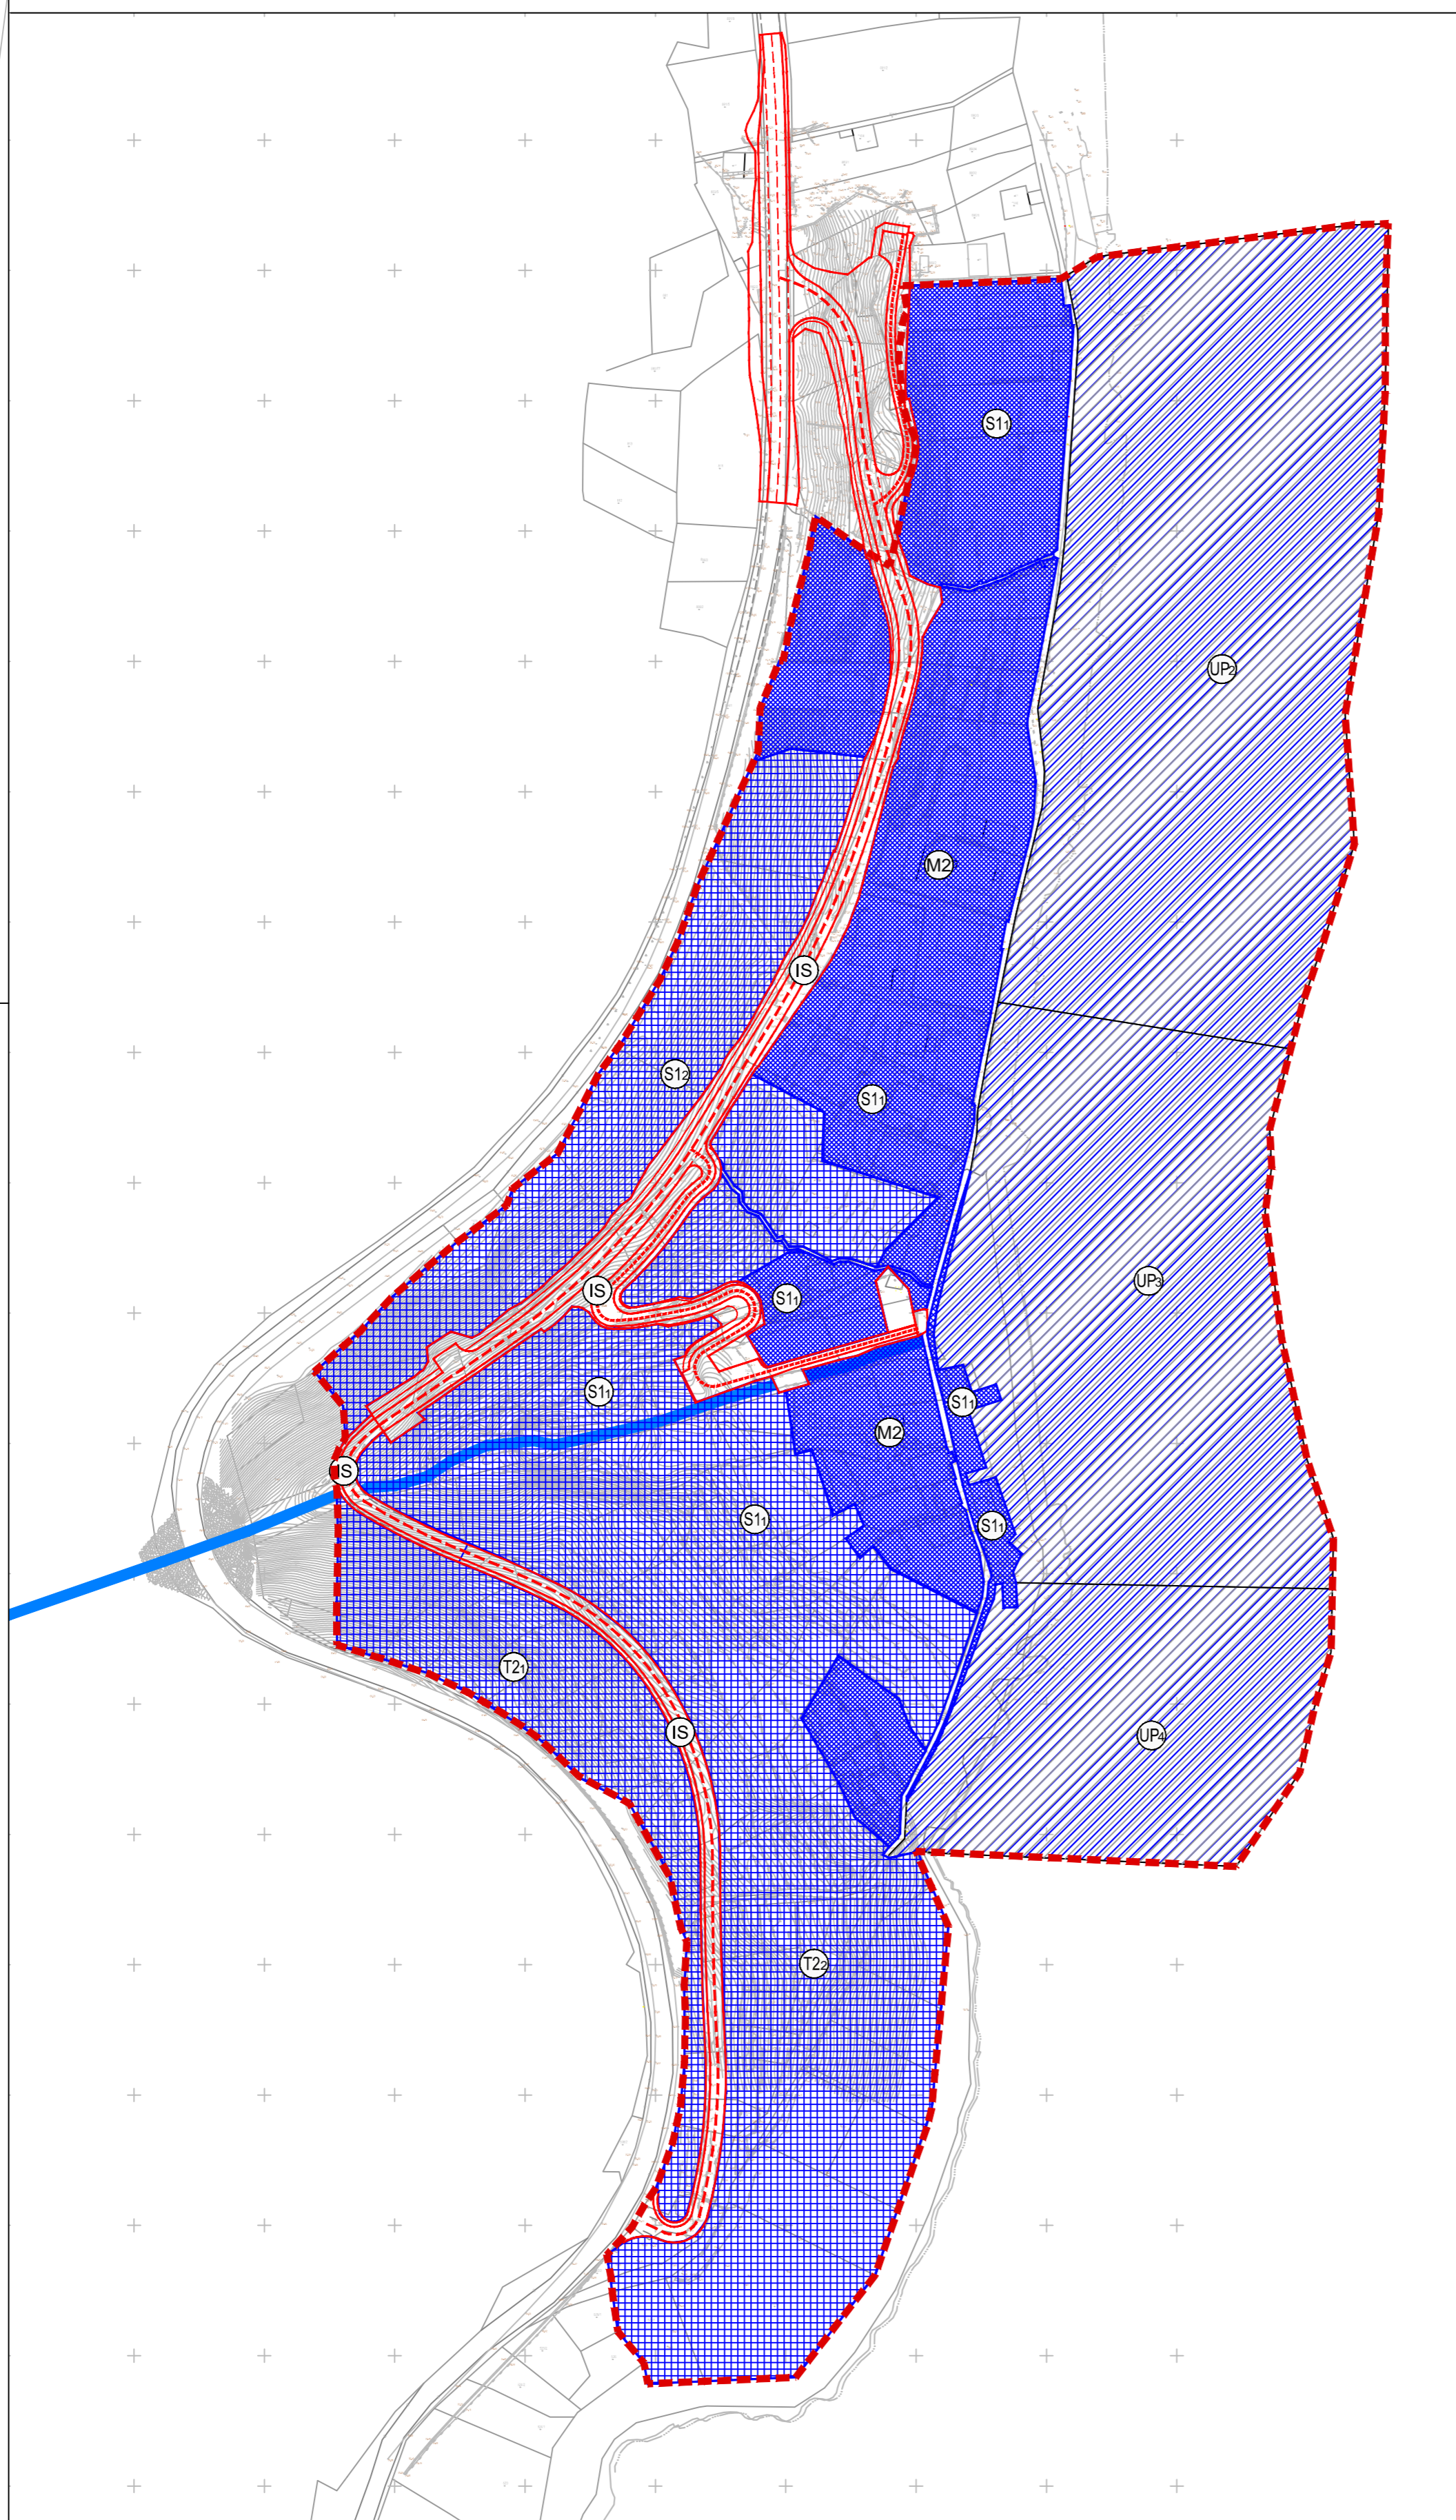 S1₁
UP₂
M2
IS
S1₂
S1₁
UP₃
IS
S1₁
S1₁
S1₁
M2
IS
S1₁
S1₁
T2₁
IS
UP₄
T2₂